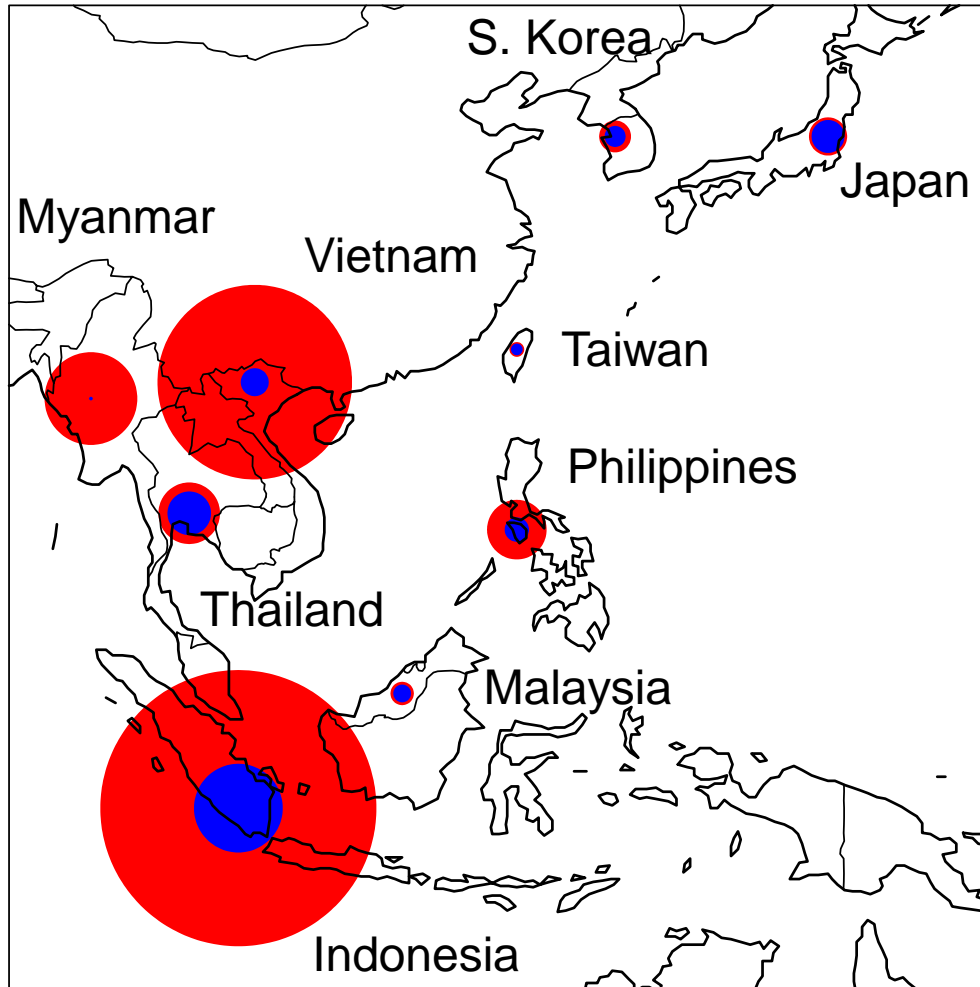 S. Korea
Japan
Myanmar
Vietnam
Taiwan
Philippines
Thailand
Malaysia
Indonesia